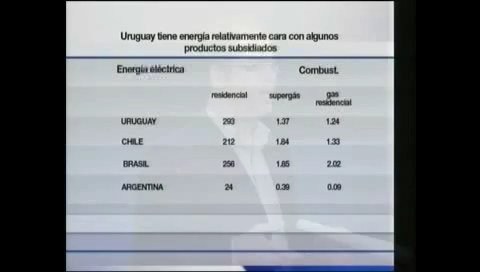 Uruguay tiene energía relativamente cara con algunos
productos subsidiados
Energía eléctrica Combust.
residencial supergás gas
residencial
URUGUAY 293 1.37 1.24
CHILE 212 1.84 1.33
BRASIL 256 1.85 2.02
ARGENTINA 24 0.39 0.09